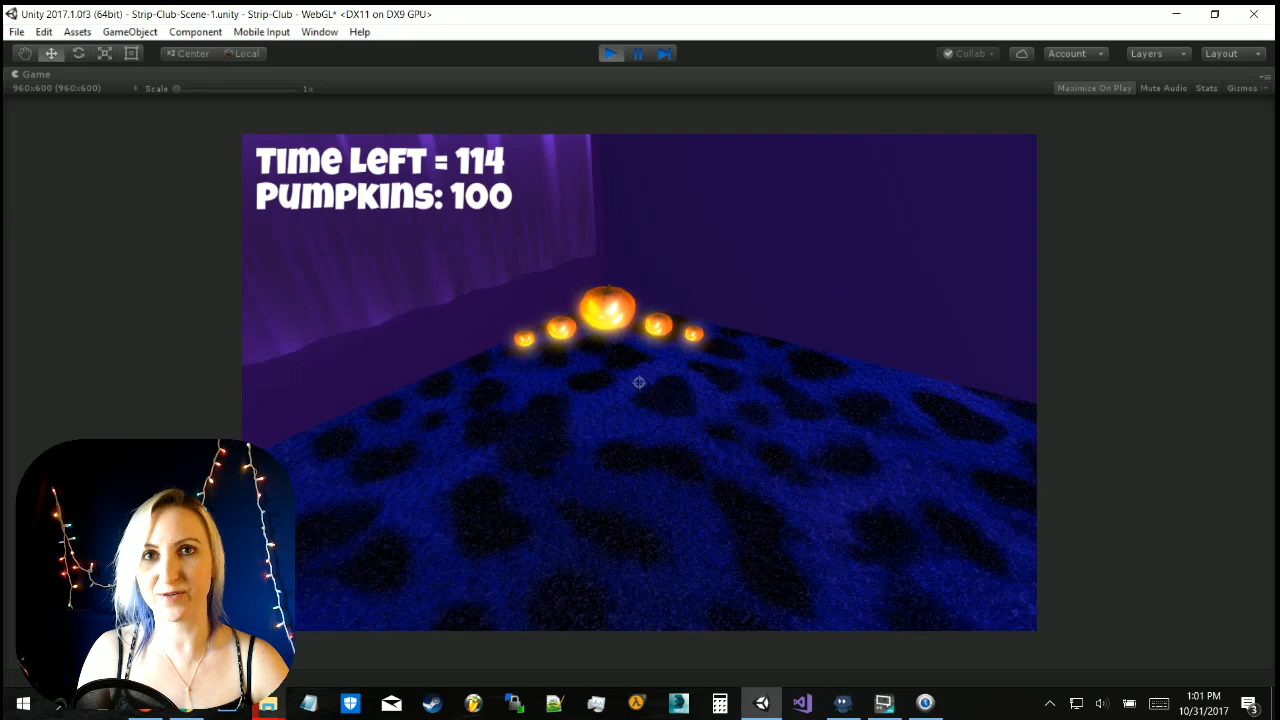 Unity 2017.1.0f3 (64bit) - Strip-Club-Scene-1.unity - Strip-Club - WebGL* <DX11 on DX9 GPU>
File Edit Assets GameObject Component Mobile Input Window Help
Center Local Collab Account Layers Layout
Game
960x600 (960x600) Scale 1x Maximize On Play Mute Audio Stats Gizmos
Time Left = 114
Pumpkins: 100
1:01 PM
10/31/2017 3